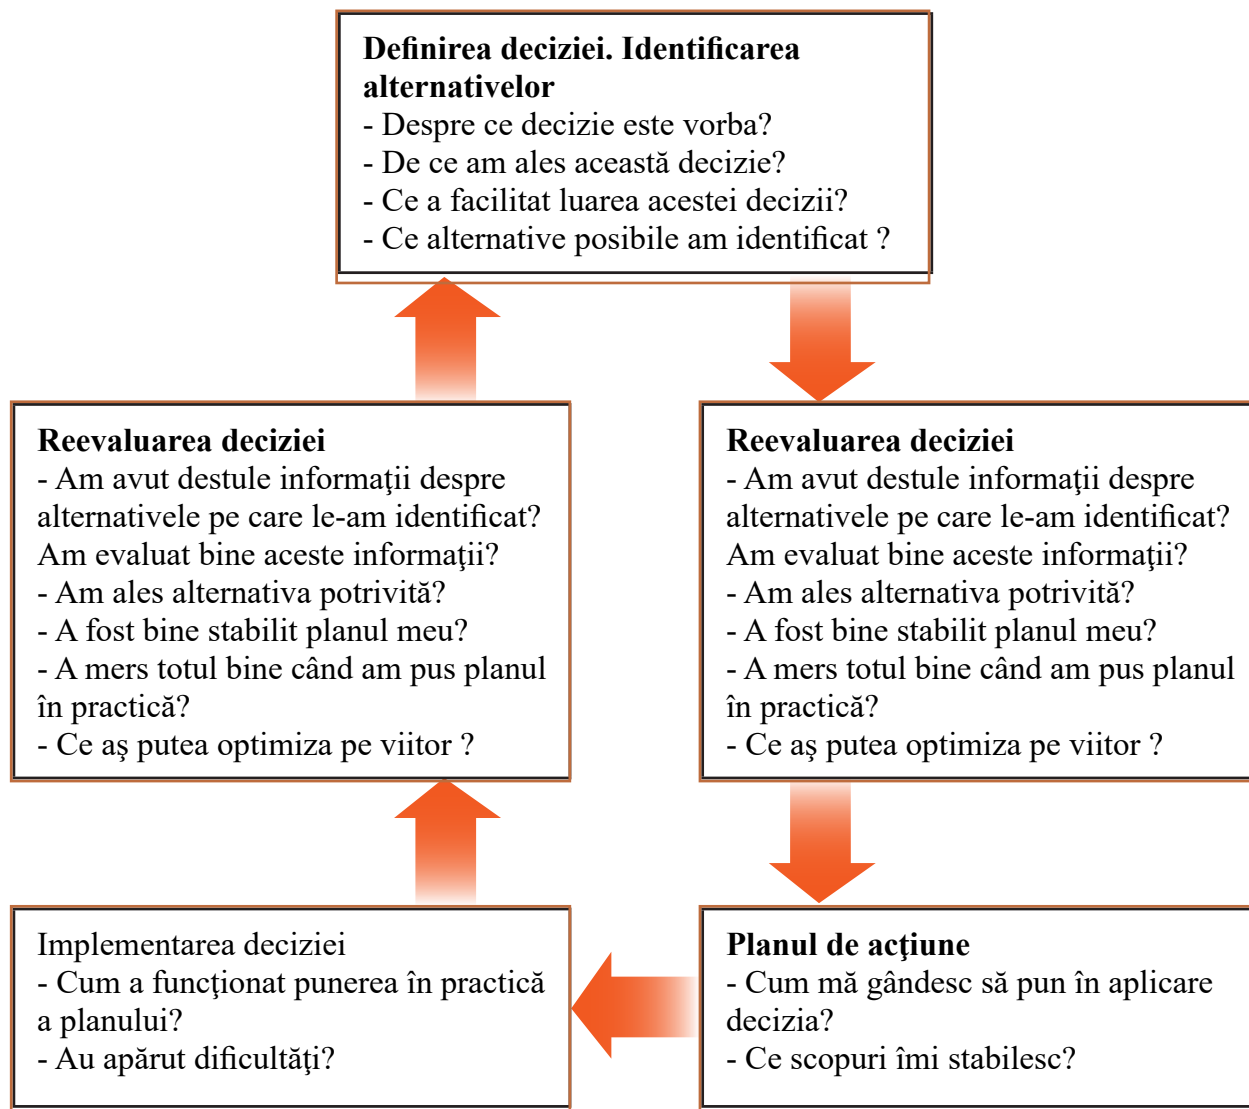 Definirea deciziei. Identificarea
alternativelor
- Despre ce decizie este vorba?
- De ce am ales această decizie?
- Ce a facilitat luarea acestei decizii?
- Ce alternative posibile am identificat ?
Reevaluarea deciziei
- Am avut destule informaţii despre
alternativele pe care le-am identificat?
Am evaluat bine aceste informaţii?
- Am ales alternativa potrivită?
- A fost bine stabilit planul meu?
- A mers totul bine când am pus planul
în practică?
- Ce aş putea optimiza pe viitor ?
Reevaluarea deciziei
- Am avut destule informaţii despre
alternativele pe care le-am identificat?
Am evaluat bine aceste informaţii?
- Am ales alternativa potrivită?
- A fost bine stabilit planul meu?
- A mers totul bine când am pus planul
în practică?
- Ce aş putea optimiza pe viitor ?
Implementarea deciziei
- Cum a funcţionat punerea în practică
a planului?
- Au apărut dificultăţi?
Planul de acţiune
- Cum mă gândesc să pun în aplicare
decizia?
- Ce scopuri îmi stabilesc?